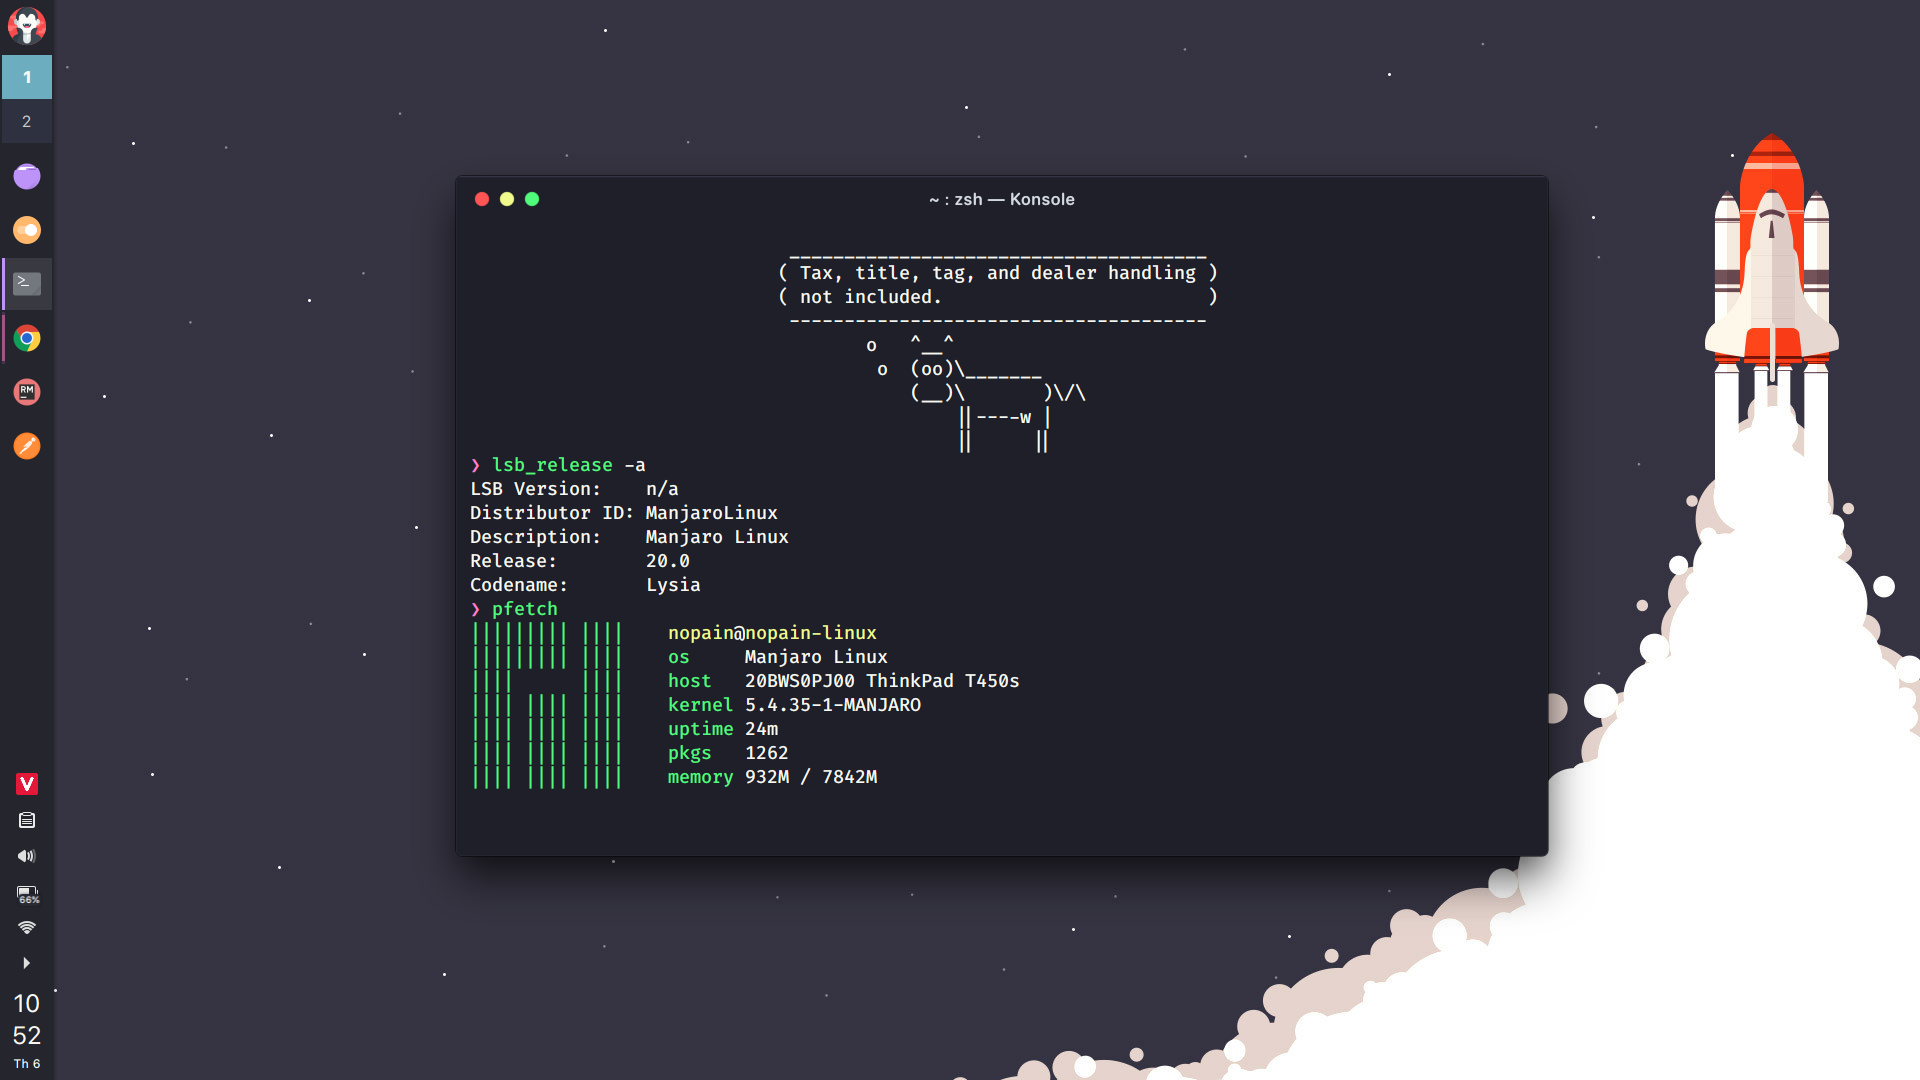 1
2
RM
66%
10
52
Th 6
~ : zsh — Konsole
 ______________________________________
( Tax, title, tag, and dealer handling )
( not included.                        )
 --------------------------------------
        o   ^__^
         o  (oo)\_______
            (__)\       )\/\
                ||----w |
                ||     ||
❯ lsb_release -a
LSB Version:    n/a
Distributor ID: ManjaroLinux
Description:    Manjaro Linux
Release:        20.0
Codename:       Lysia
❯ pfetch
||||||||| ||||    nopain@nopain-linux
||||||||| ||||    os     Manjaro Linux
||||      ||||    host   20BWS0PJ00 ThinkPad T450s
|||| |||| ||||    kernel 5.4.35-1-MANJARO
|||| |||| ||||    uptime 24m
|||| |||| ||||    pkgs   1262
|||| |||| ||||    memory 932M / 7842M